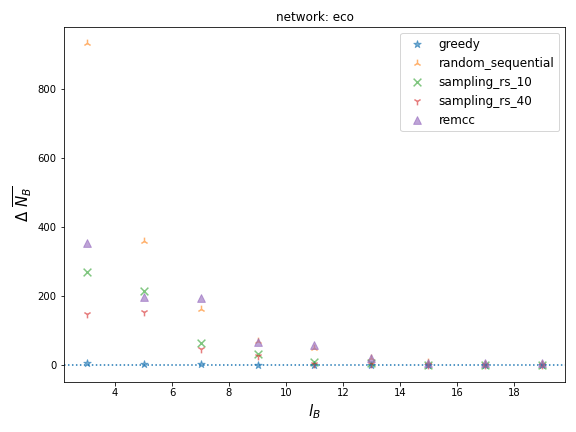 network: eco
greedy
random_sequential
sampling_rs_10
sampling_rs_40
remcc
800
600
400
200
0
Δ N_B
4 6 8 10 12 14 16 18
l_B